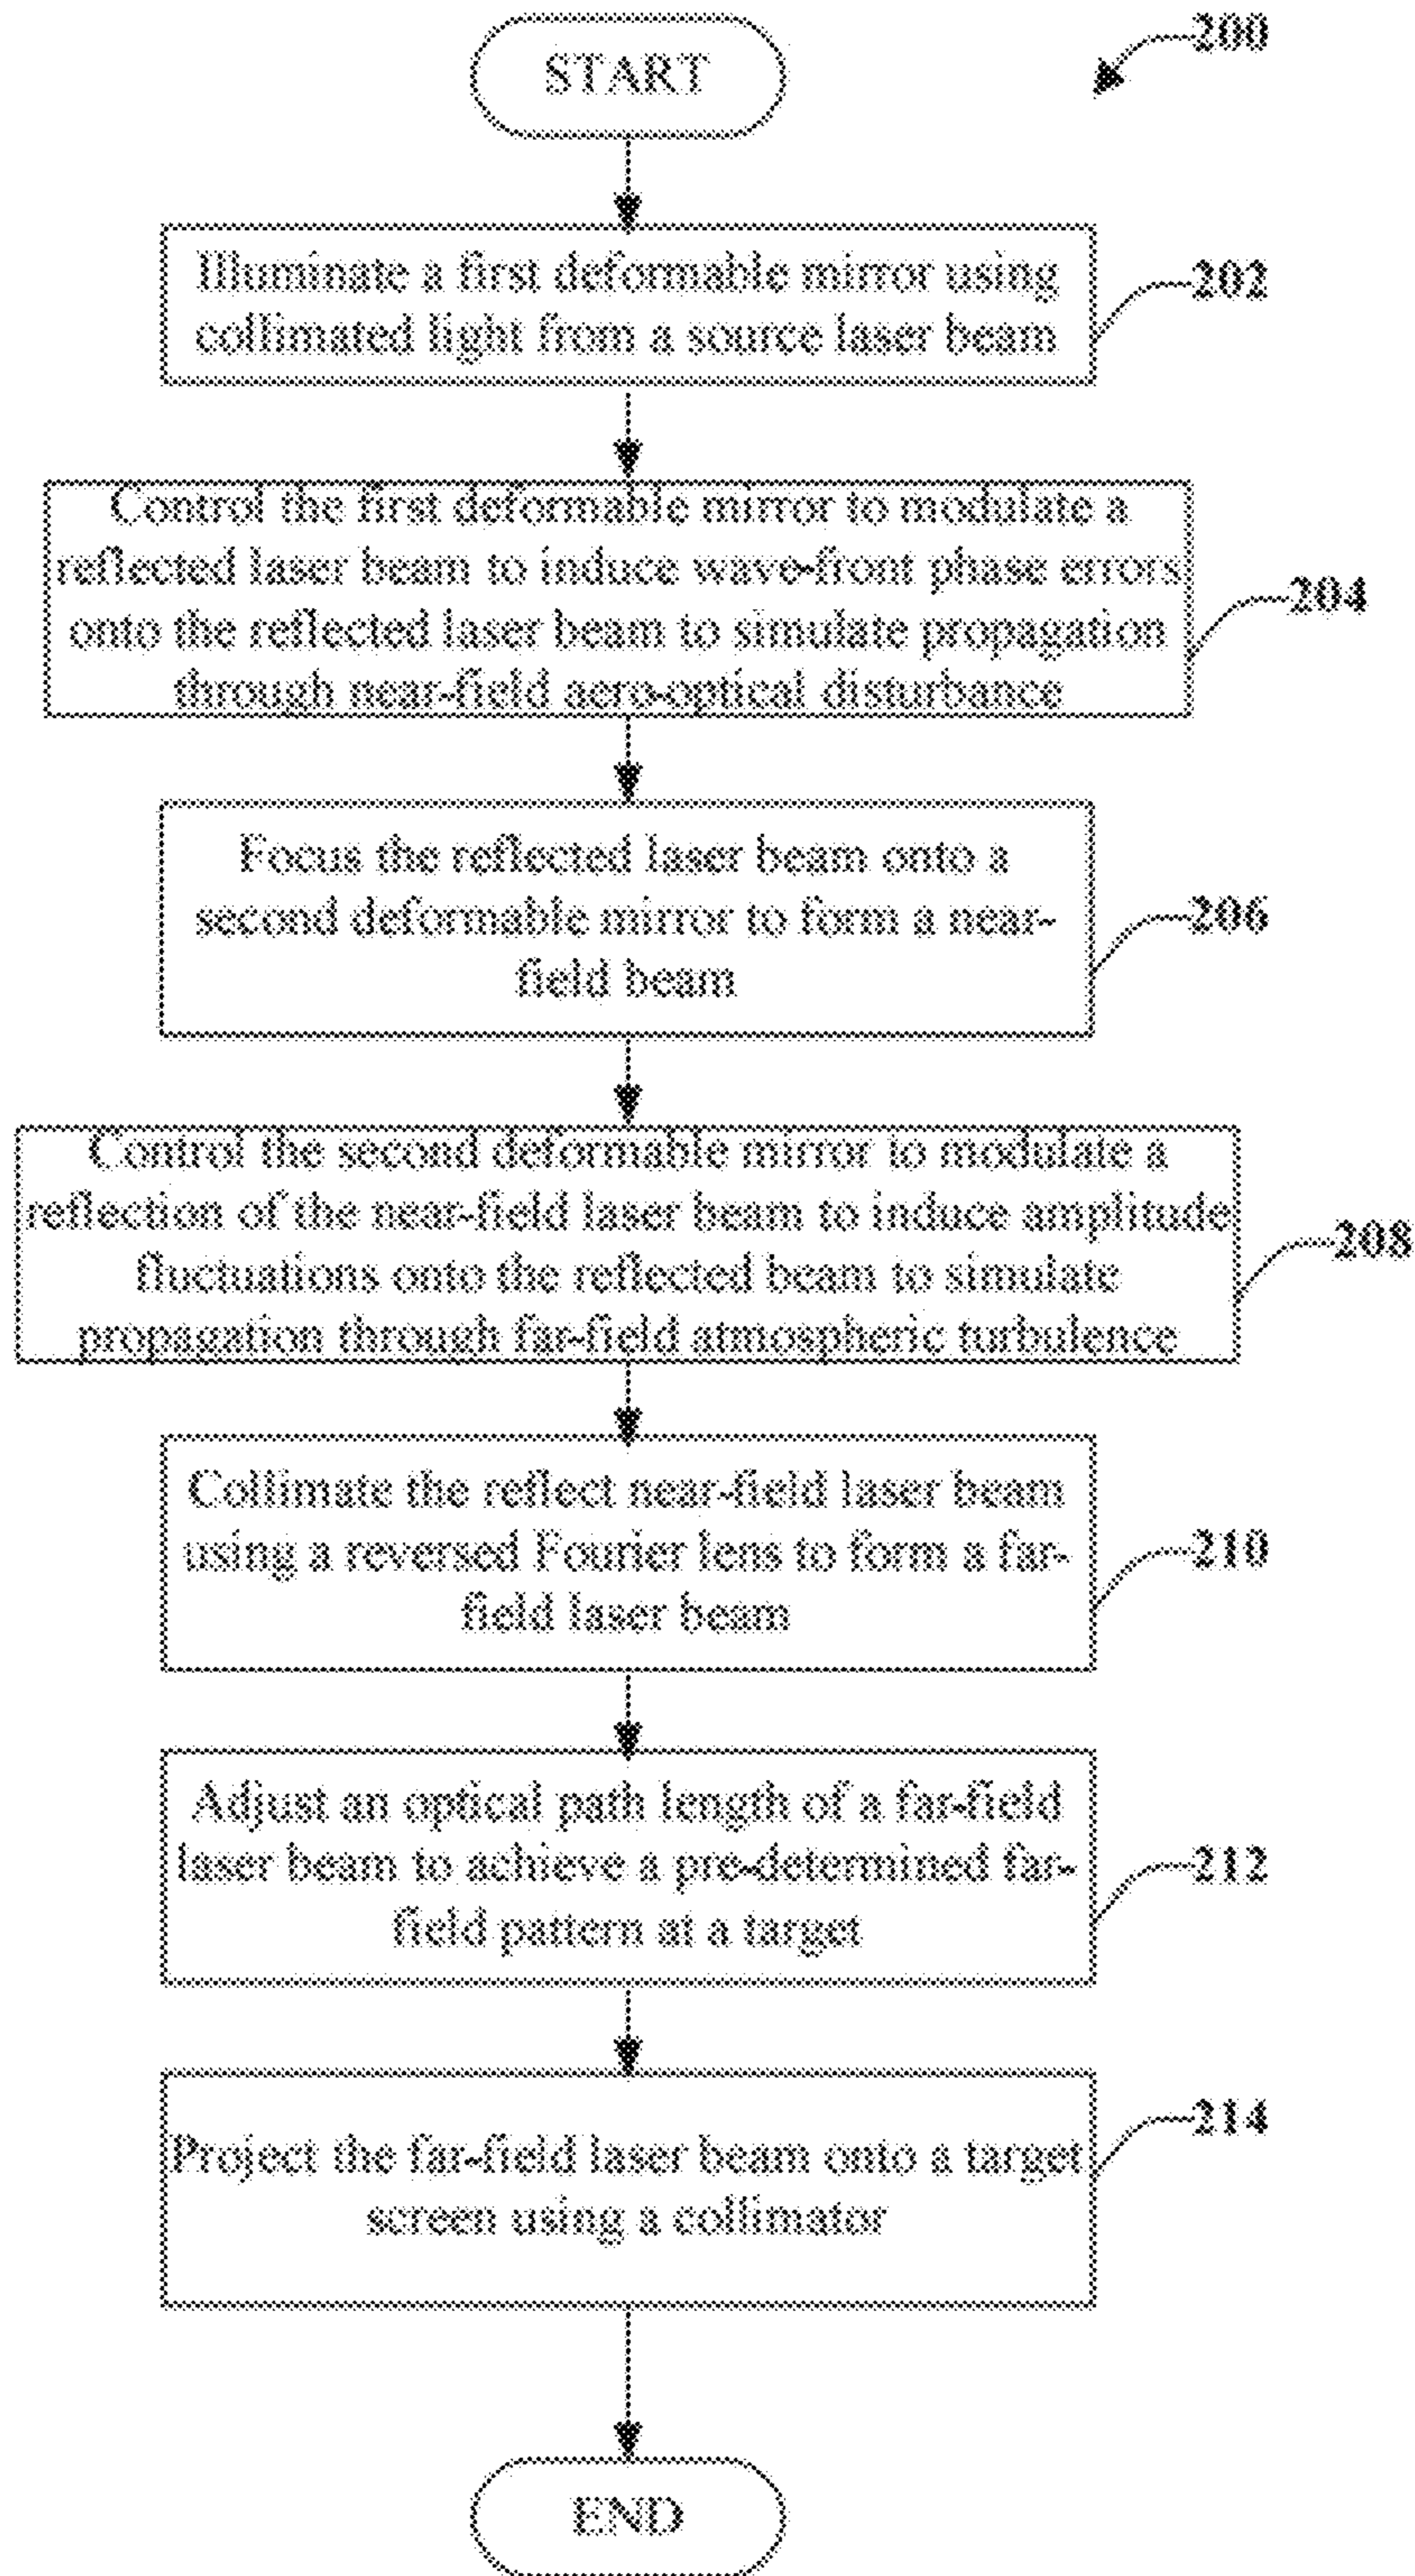 START
200
Illuminate a first deformable mirror using
collimated light from a source laser beam
202
Control the first deformable mirror to modulate a
reflected laser beam to induce wave-front phase errors
onto the reflected laser beam to simulate propagation
through near-field aero-optical disturbance
204
Focus the reflected laser beam onto a
second deformable mirror to form a near-
field beam
206
Control the second deformable mirror to modulate a
reflection of the near-field laser beam to induce amplitude
fluctuations onto the reflected beam to simulate
propagation through far-field atmospheric turbulence
208
Collimate the reflect near-field laser beam
using a reversed Fourier lens to form a far-
field laser beam
210
Adjust an optical path length of a far-field
laser beam to achieve a pre-determined far-
field pattern at a target
212
Project the far-field laser beam onto a target
screen using a collimator
214
END